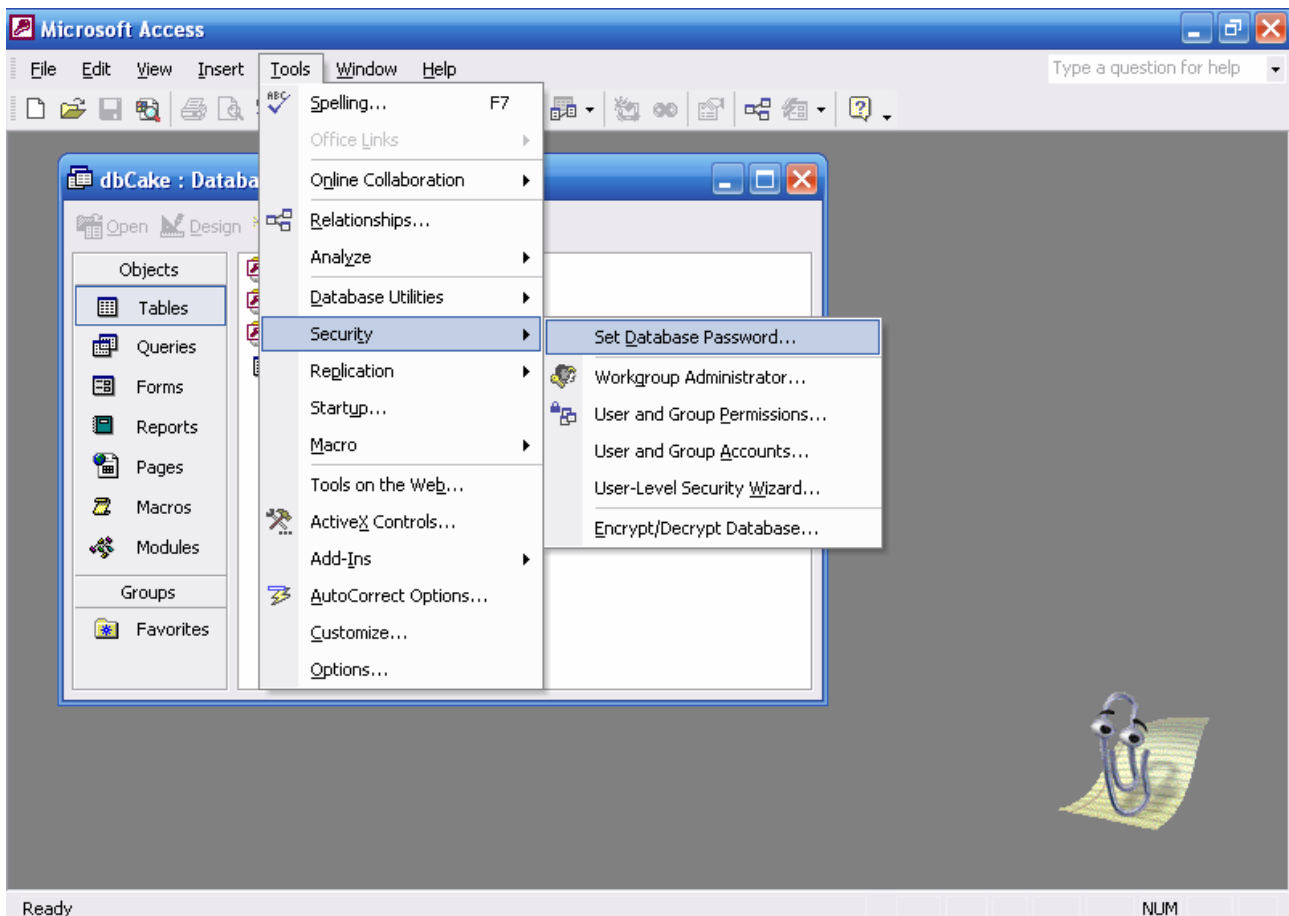 Microsoft Access
File Edit View Insert Tools Window Help Type a question for help
ABC Spelling... F7
Office Links
dbCake : Databa
Online Collaboration
Open Design
Relationships...
Analyze
Objects
Tables
Queries
Forms
Reports
Pages
Macros
Modules
Groups
Favorites
Database Utilities
Security
Replication
Startup...
Macro
Tools on the Web...
ActiveX Controls...
Add-Ins
AutoCorrect Options...
Customize...
Options...
Set Database Password...
Workgroup Administrator...
User and Group Permissions...
User and Group Accounts...
User-Level Security Wizard...
Encrypt/Decrypt Database...
Ready NUM